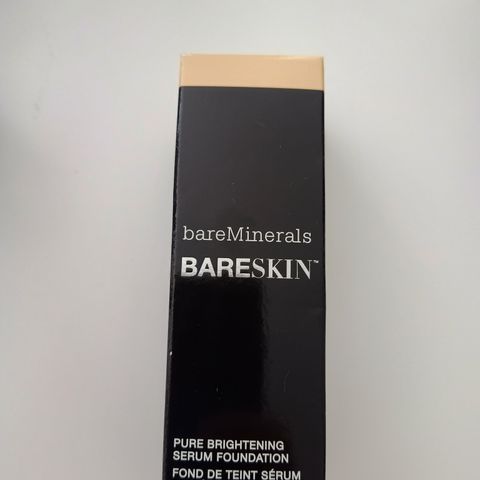 bareMinerals
BARESKIN™
PURE BRIGHTENING
SERUM FOUNDATION
FOND DE TEINT SÉRUM